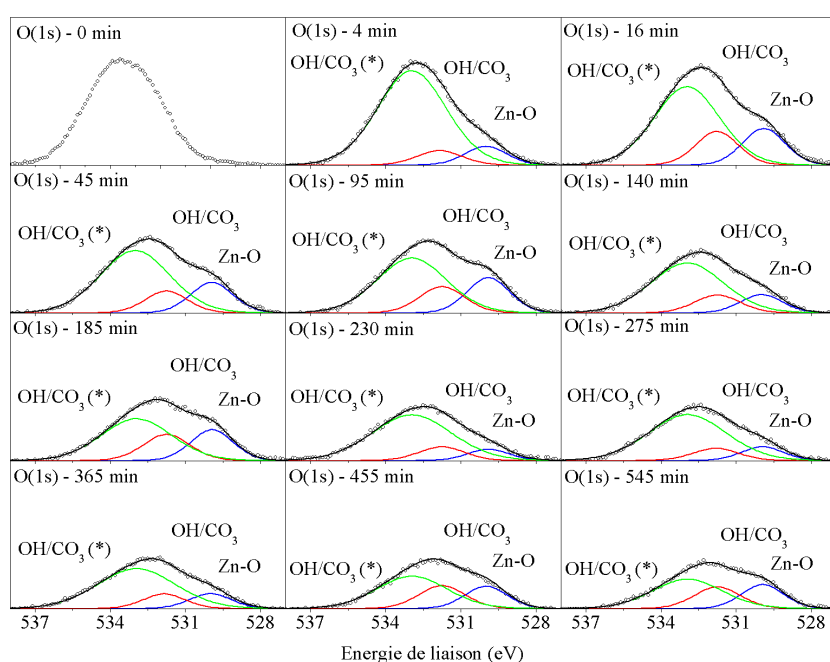 O(1s) - 0 min
O(1s) - 4 min
OH/CO3(*)
OH/CO3
Zn-O
O(1s) - 16 min
OH/CO3(*)
OH/CO3
Zn-O
O(1s) - 45 min
OH/CO3(*)
OH/CO3
Zn-O
O(1s) - 95 min
OH/CO3(*)
OH/CO3
Zn-O
O(1s) - 140 min
OH/CO3(*)
OH/CO3
Zn-O
O(1s) - 185 min
OH/CO3(*)
OH/CO3
Zn-O
O(1s) - 230 min
OH/CO3(*)
OH/CO3
Zn-O
O(1s) - 275 min
OH/CO3(*)
OH/CO3
Zn-O
O(1s) - 365 min
OH/CO3(*)
OH/CO3
Zn-O
O(1s) - 455 min
OH/CO3(*)
OH/CO3
Zn-O
O(1s) - 545 min
OH/CO3(*)
OH/CO3
Zn-O
537 534 531 528 537 534 531 528 537 534 531 528
Energie de liaison (eV)